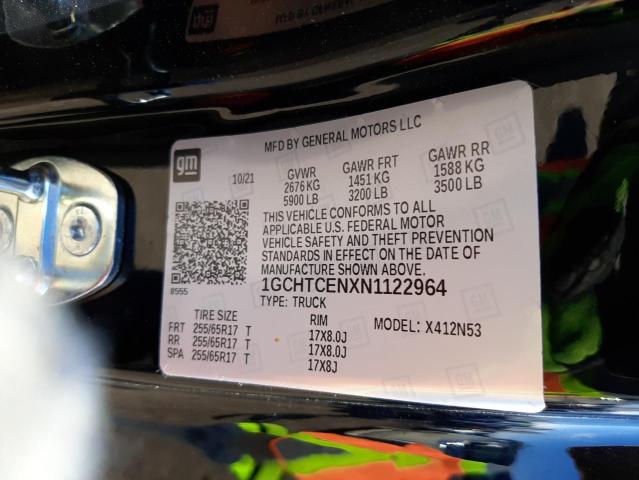 MFD BY GENERAL MOTORS LLC
gm
10/21
GVWR GAWR FRT GAWR RR
2676 KG 1451 KG 1588 KG
5900 LB 3200 LB 3500 LB
THIS VEHICLE CONFORMS TO ALL
APPLICABLE U.S. FEDERAL MOTOR
VEHICLE SAFETY AND THEFT PREVENTION
STANDARDS IN EFFECT ON THE DATE OF
MANUFACTURE SHOWN ABOVE.
#555
1GCHTCENXN1122964
TYPE: TRUCK
TIRE SIZE RIM MODEL: X412N53
FRT 255/65R17 T 17X8.0J
RR 255/65R17 T 17X8.0J
SPA 255/65R17 T 17X8J